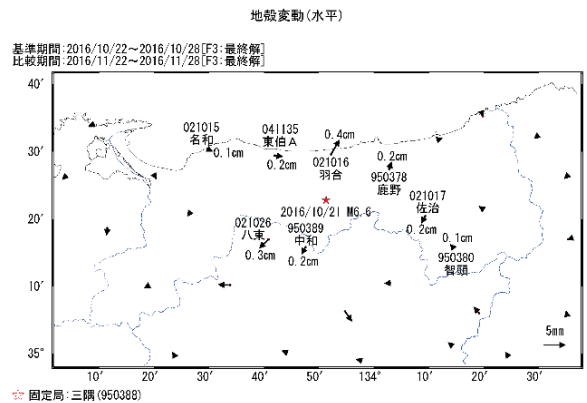 地殻変動(水平)
基準期間:2016/10/22~2016/10/28[F3:最終解]
比較期間:2016/11/22~2016/11/28[F3:最終解]
40'
30'
20'
10'
35°
021015
名和
0.1cm
041135
東伯A
0.2cm
0.4cm
021016
羽合
0.2cm
950378
鹿野
021017
佐治
0.2cm
2016/10/21 M6.6
021026
八東
0.3cm
950389
中和
0.2cm
0.1cm
950380
智頭
5mm
10'
20'
30'
40'
50'
134°
10'
20'
30'
☆ 固定局:三隅(950388)